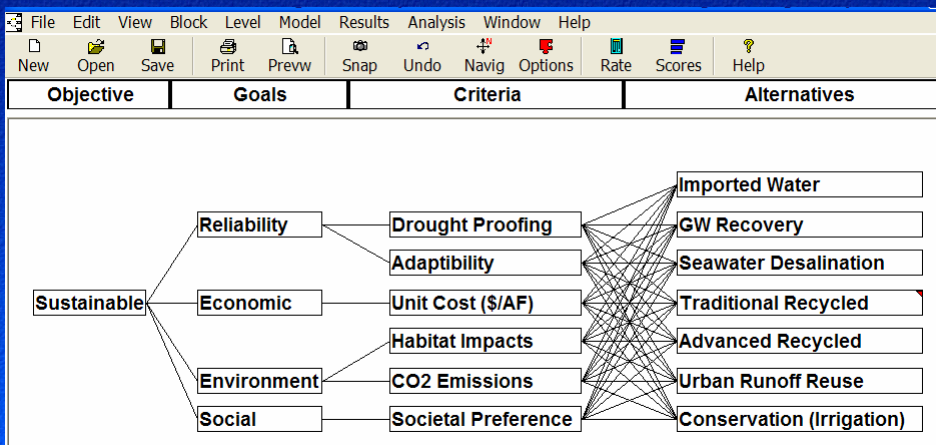 File Edit View Block Level Model Results Analysis Window Help
New Open Save Print Prevw Snap Undo Navig Options Rate Scores Help
Objective Goals Criteria Alternatives
Imported Water
Reliability Drought Proofing GW Recovery
Adaptibility Seawater Desalination
Sustainable Economic Unit Cost ($/AF) Traditional Recycled
Habitat Impacts Advanced Recycled
Environment CO2 Emissions Urban Runoff Reuse
Social Societal Preference Conservation (Irrigation)